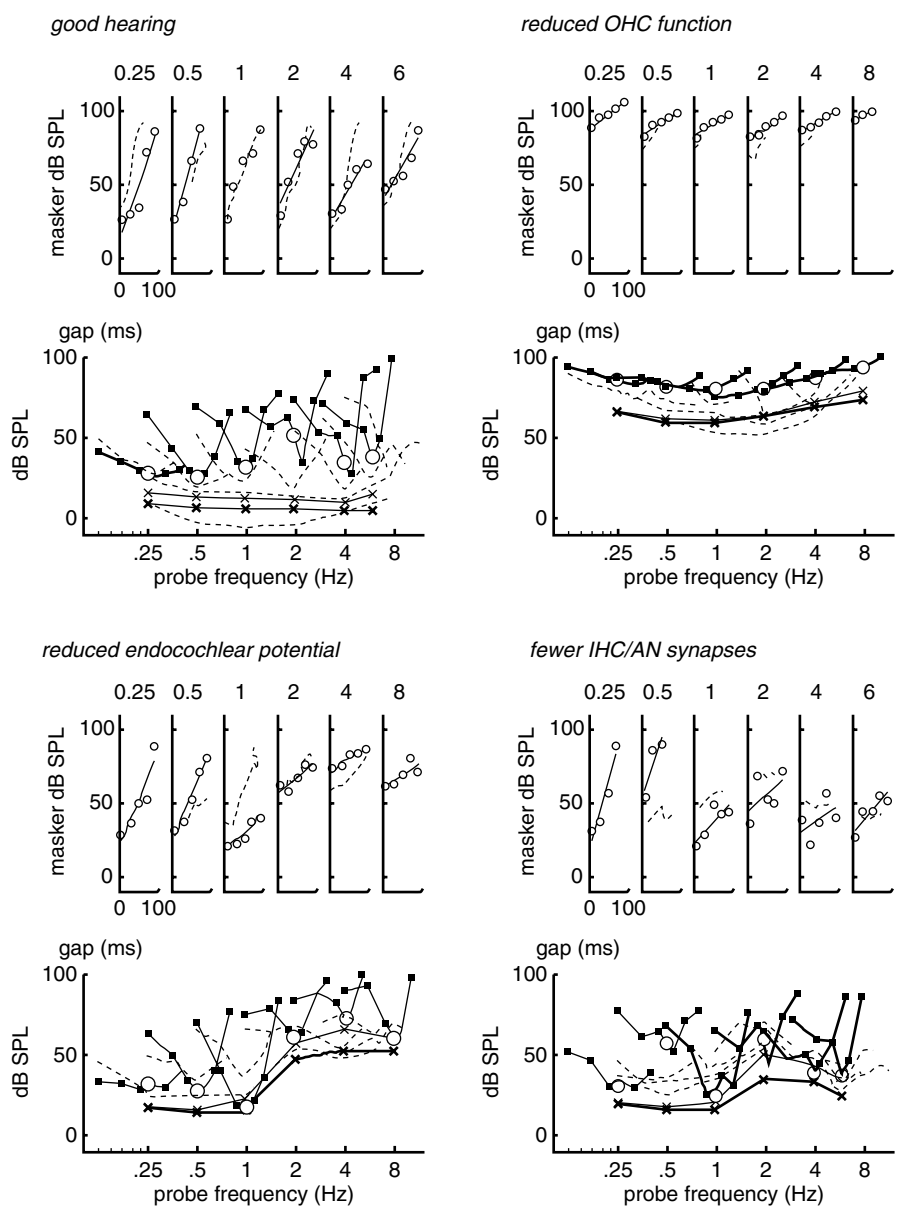 good hearing
0.25 0.5 1 2 4 6
masker dB SPL
100
50
0
0 100
gap (ms)
dB SPL
100
50
0
.25 .5 1 2 4 8
probe frequency (Hz)
reduced OHC function
0.25 0.5 1 2 4 8
masker dB SPL
100
50
0
0 100
gap (ms)
dB SPL
100
50
0
.25 .5 1 2 4 8
probe frequency (Hz)
reduced endocochlear potential
0.25 0.5 1 2 4 8
masker dB SPL
100
50
0
0 100
gap (ms)
dB SPL
100
50
0
.25 .5 1 2 4 8
probe frequency (Hz)
fewer IHC/AN synapses
0.25 0.5 1 2 4 6
masker dB SPL
100
50
0
0 100
gap (ms)
dB SPL
100
50
0
.25 .5 1 2 4 8
probe frequency (Hz)